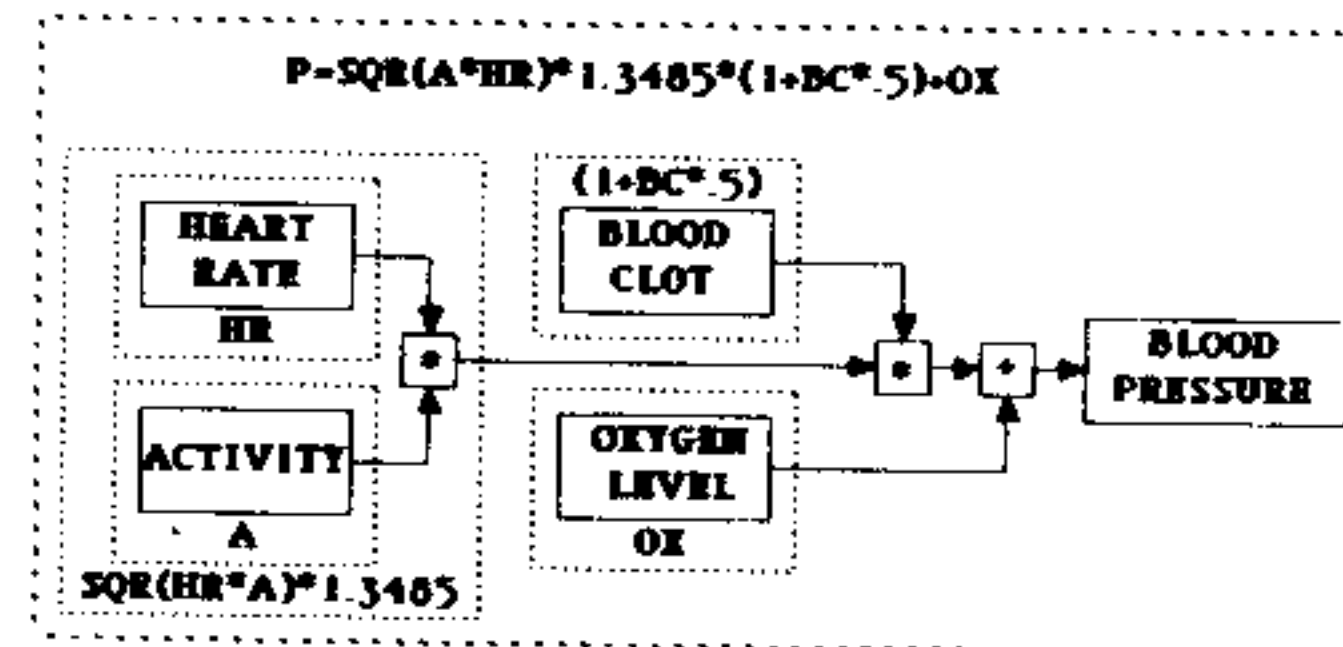 P=SQR(A*HR)*1.3485*(1+BC*.5)+OX
(1+BC*.5)
HEART
RATE
HR
BLOOD
CLOT
*
*
+
BLOOD
PRESSURE
ACTIVITY
A
OXYGEN
LEVEL
OX
SQR(HR*A)*1.3485